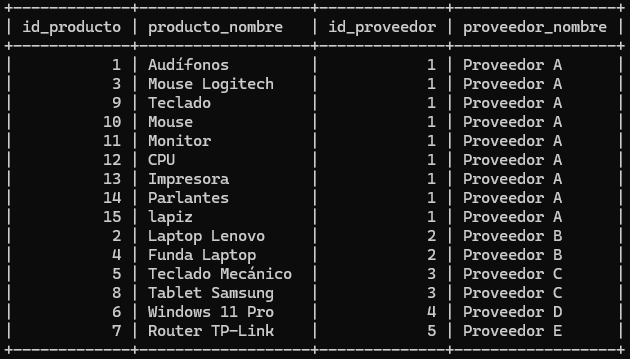 +-------------+-------------------+--------------+------------------+
| id_producto | producto_nombre   | id_proveedor | proveedor_nombre |
+-------------+-------------------+--------------+------------------+
|           1 | Audífonos         |            1 | Proveedor A      |
|           3 | Mouse Logitech    |            1 | Proveedor A      |
|           9 | Teclado           |            1 | Proveedor A      |
|          10 | Mouse             |            1 | Proveedor A      |
|          11 | Monitor           |            1 | Proveedor A      |
|          12 | CPU               |            1 | Proveedor A      |
|          13 | Impresora         |            1 | Proveedor A      |
|          14 | Parlantes         |            1 | Proveedor A      |
|          15 | lapiz             |            1 | Proveedor A      |
|           2 | Laptop Lenovo     |            2 | Proveedor B      |
|           4 | Funda Laptop      |            2 | Proveedor B      |
|           5 | Teclado Mecánico  |            3 | Proveedor C      |
|           8 | Tablet Samsung    |            3 | Proveedor C      |
|           6 | Windows 11 Pro    |            4 | Proveedor D      |
|           7 | Router TP-Link    |            5 | Proveedor E      |
+-------------+-------------------+--------------+------------------+